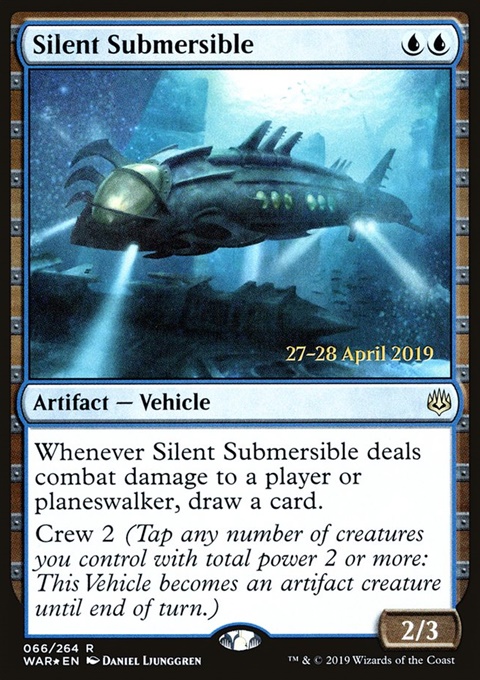 Silent Submersible
27–28 April 2019
Artifact — Vehicle
Whenever Silent Submersible deals
combat damage to a player or
planeswalker, draw a card.
Crew 2 (Tap any number of creatures
you control with total power 2 or more:
This Vehicle becomes an artifact creature
until end of turn.)
2/3
066/264 R
WAR★EN Daniel Ljunggren
™ & © 2019 Wizards of the Coast